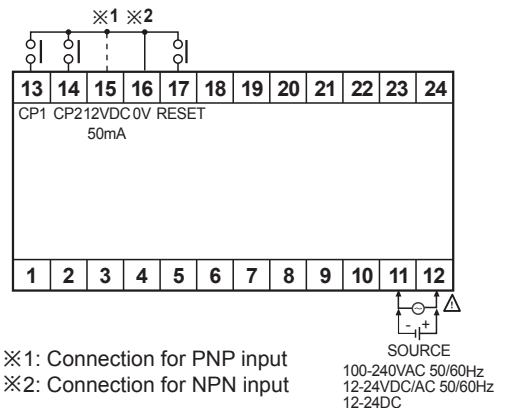 ※1 ※2
13 14 15 16 17 18 19 20 21 22 23 24
CP1 CP2 12VDC 0V RESET
50mA
1 2 3 4 5 6 7 8 9 10 11 12
- +
SOURCE
100-240VAC 50/60Hz
12-24VDC/AC 50/60Hz
12-24DC
※1: Connection for PNP input
※2: Connection for NPN input